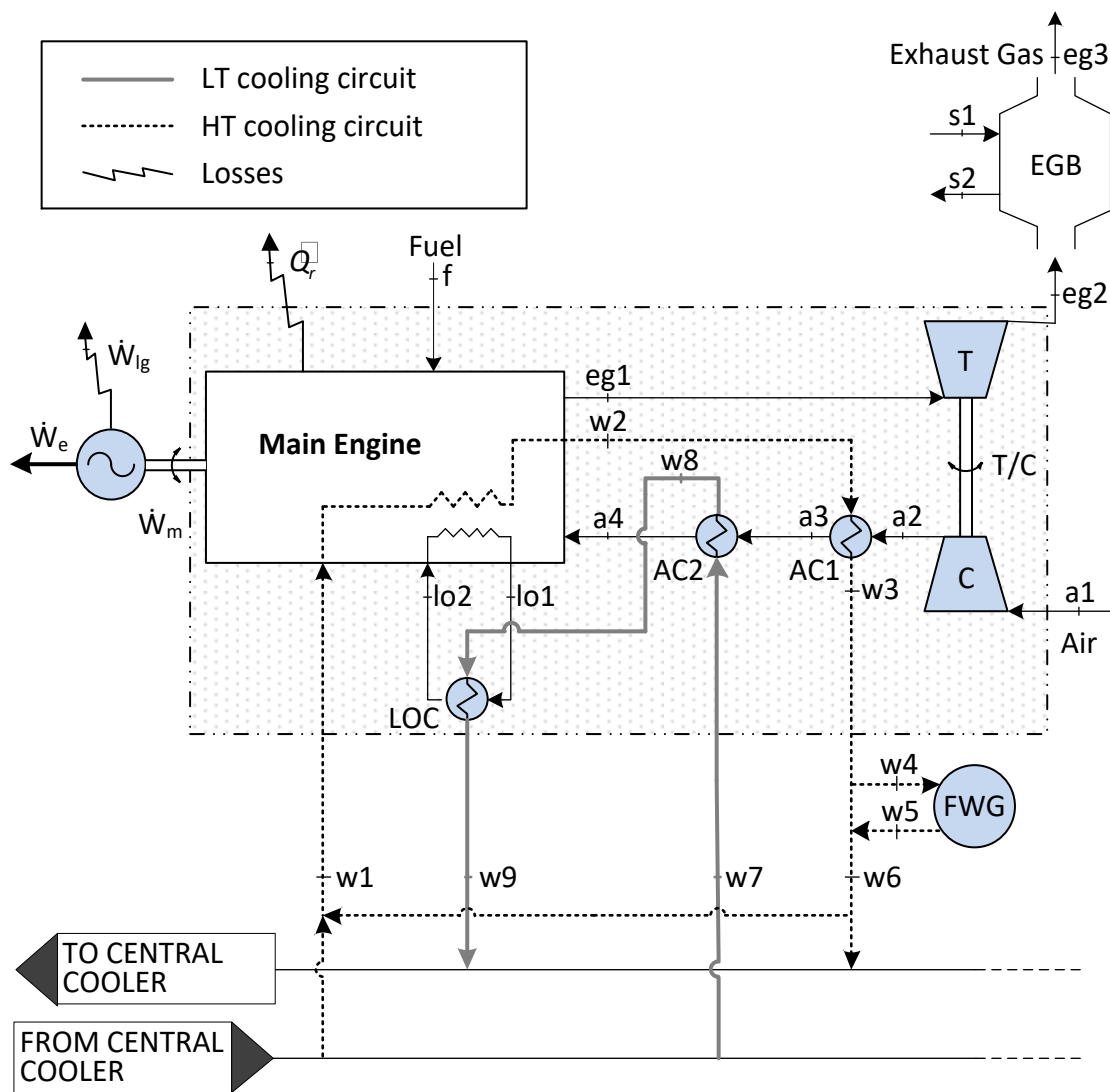 LT cooling circuit
HT cooling circuit
Losses
Exhaust Gas
eg3
s1
EGB
s2
Q̇r
Fuel
f
eg2
Ẇlg
T
eg1
Ẇe
Main Engine
w2
w8
T/C
Ẇm
a4
a3
a2
AC2
AC1
w3
C
a1
lo2
lo1
Air
LOC
w4
FWG
w5
w1
w9
w7
w6
TO CENTRAL
COOLER
FROM CENTRAL
COOLER